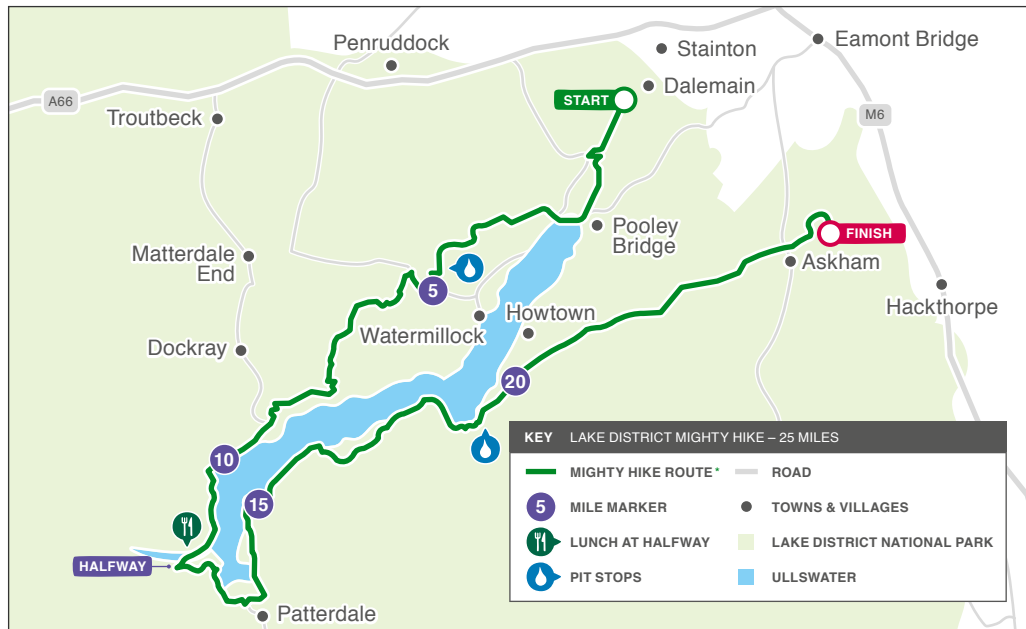 Penruddock
Stainton
Eamont Bridge
A66
START
Dalemain
Troutbeck
M6
Pooley
Bridge
FINISH
Matterdale
End
Askham
5
Hackthorpe
Watermillock
Howtown
Dockray
20
10
15
HALFWAY
Patterdale
KEY LAKE DISTRICT MIGHTY HIKE – 25 MILES
MIGHTY HIKE ROUTE*
ROAD
5
MILE MARKER
TOWNS & VILLAGES
LUNCH AT HALFWAY
LAKE DISTRICT NATIONAL PARK
PIT STOPS
ULLSWATER